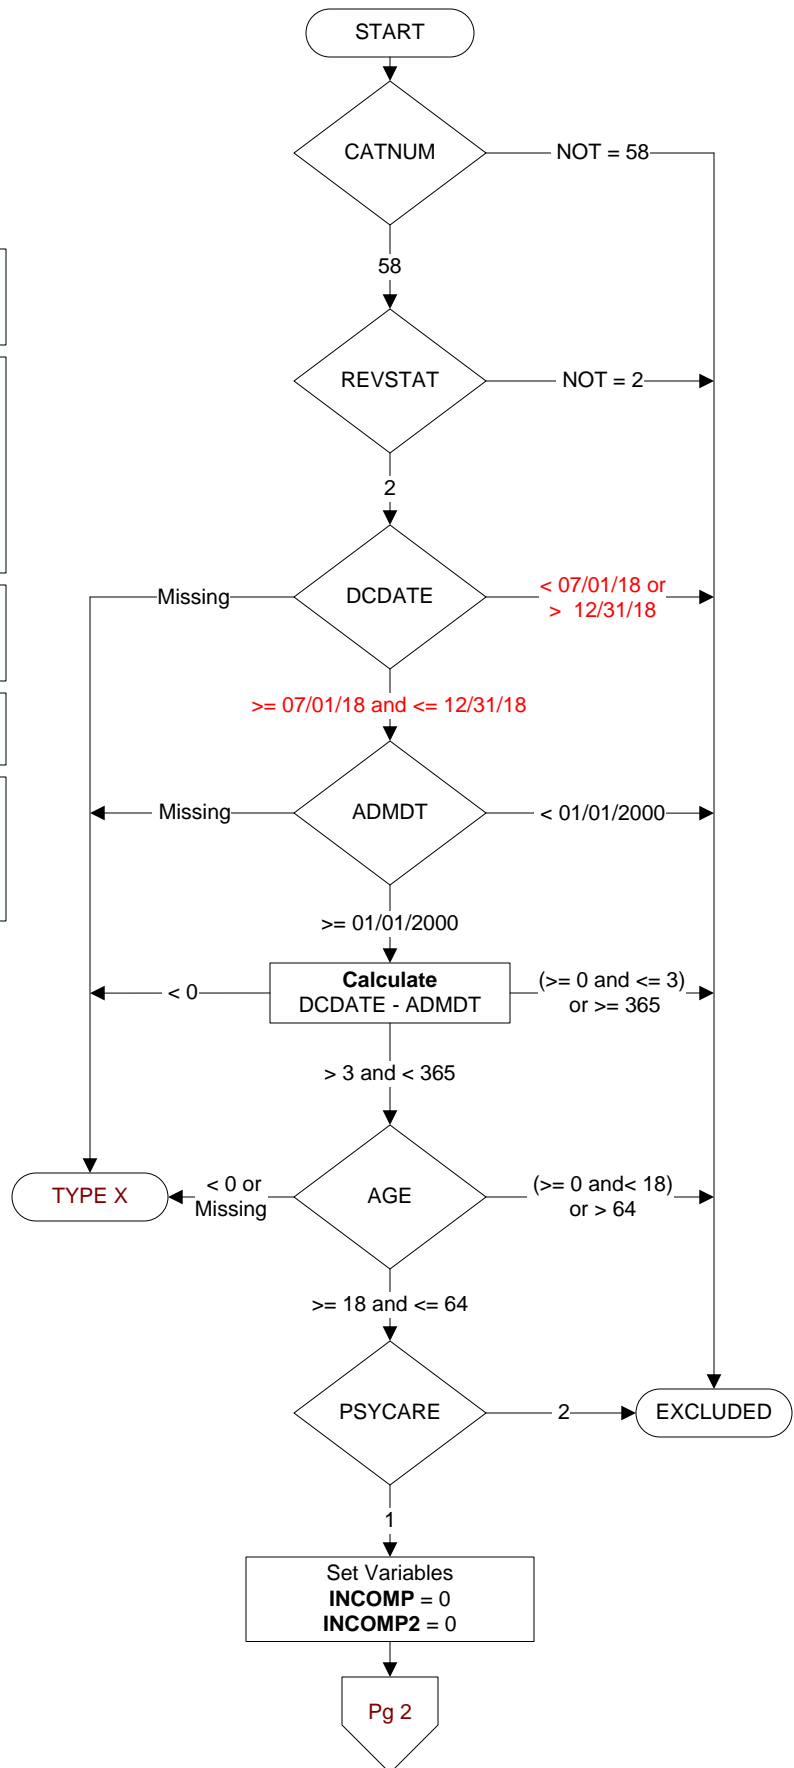 START
CATNUM
NOT = 58
58
REVSTAT
NOT = 2
2
Missing
DCDATE
< 07/01/18 or
> 12/31/18
>= 07/01/18 and <= 12/31/18
Missing
ADMDT
< 01/01/2000
>= 01/01/2000
< 0
Calculate
DCDATE - ADMDT
(>= 0 and <= 3)
or >= 365
> 3 and < 365
TYPE X
< 0 or
Missing
AGE
(>= 0 and< 18)
or > 64
>= 18 and <= 64
PSYCARE
2
EXCLUDED
1
Set Variables
INCOMP = 0
INCOMP2 = 0
Pg 2